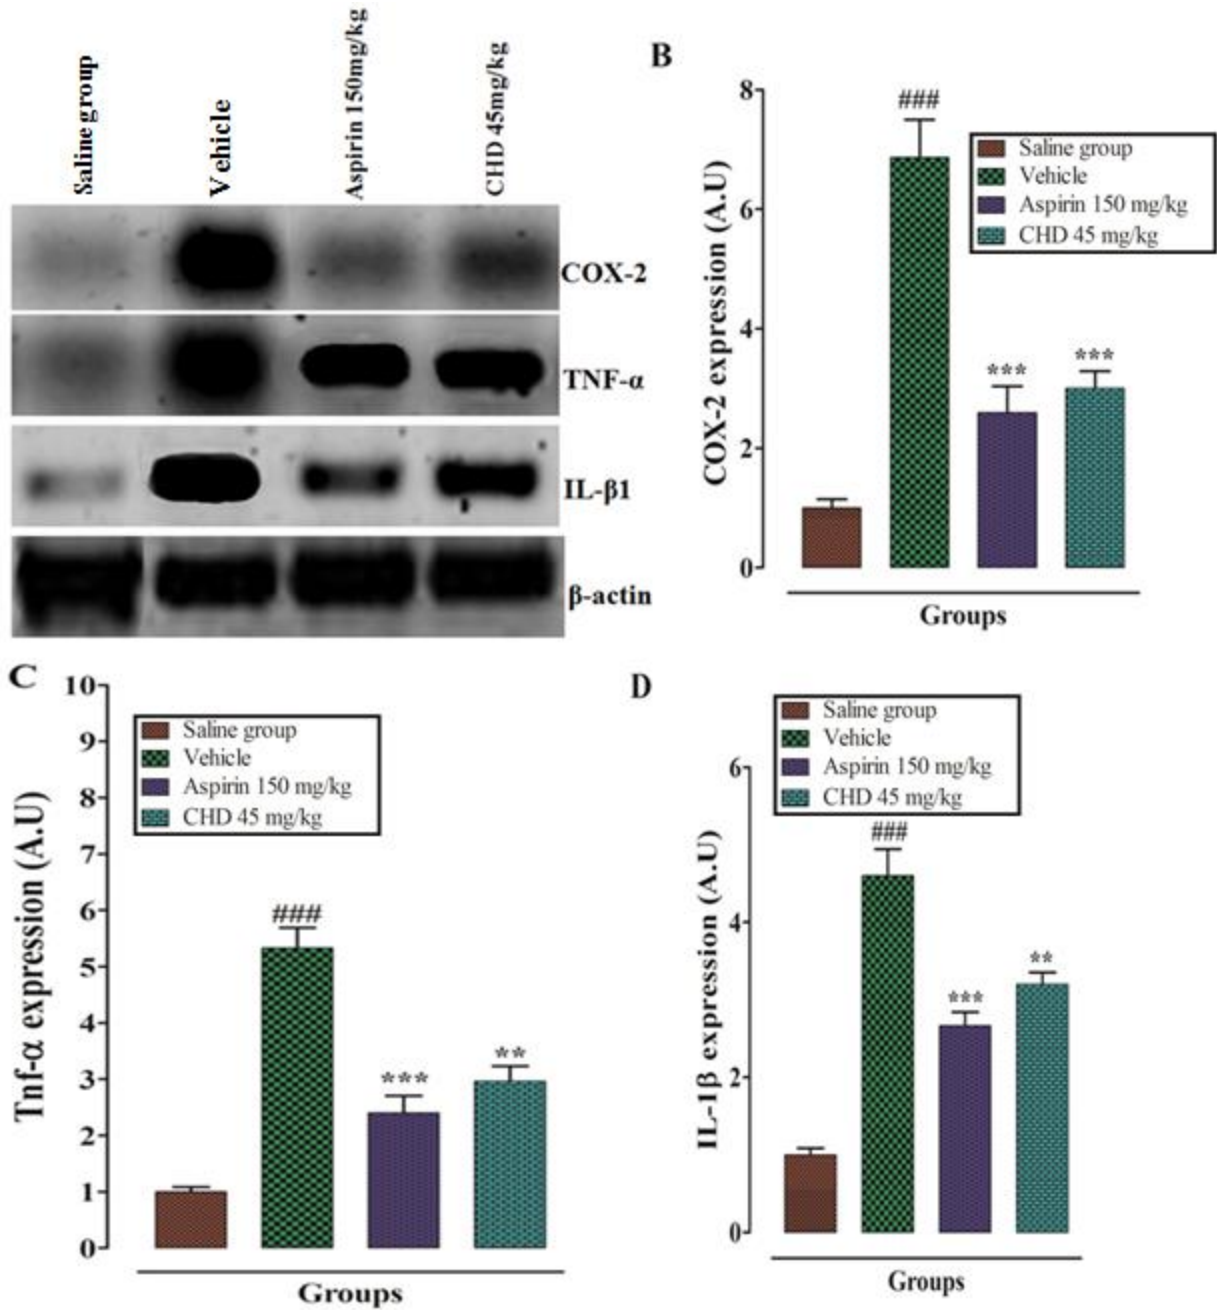 Saline group
Vehicle
Aspirin 150mg/kg
CHD 45mg/kg
COX-2
TNF-α
IL-β1
β-actin
B
8
6
4
2
0
COX-2 expression (A.U)
###
***
***
Saline group
Vehicle
Aspirin 150 mg/kg
CHD 45 mg/kg
Groups
C
10
9
8
7
6
5
4
3
2
1
0
Tnf-α expression (A.U)
Saline group
Vehicle
Aspirin 150 mg/kg
CHD 45 mg/kg
###
***
**
Groups
D
6
4
2
0
IL-1β expression (A.U)
Saline group
Vehicle
Aspirin 150 mg/kg
CHD 45 mg/kg
###
***
**
Groups